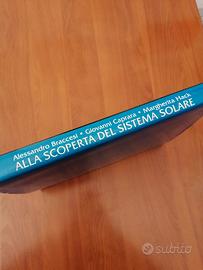 Alessandro Braccesi • Giovanni Caprara • Margherita Hack
ALLA SCOPERTA DEL SISTEMA SOLARE
subito